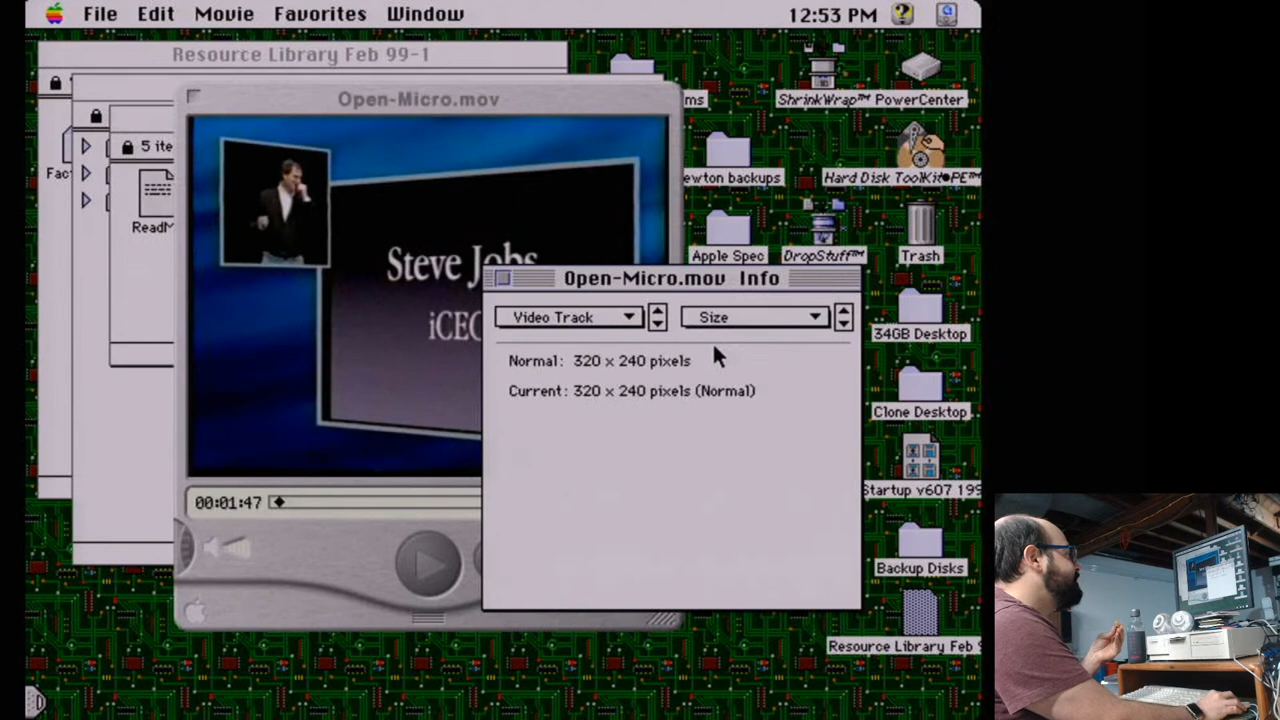 File Edit Movie Favorites Window 12:53 PM
Resource Library Feb 99-1
Open-Micro.mov
ms
ShrinkWrap™ PowerCenter
5 ite
Fac
ReadM
ewton backups
Hard Disk ToolKit•PE™
Steve Jobs
iCEO
Apple Spec
DropStuff™
Trash
Open-Micro.mov Info
Video Track
Size
Normal: 320 x 240 pixels
Current: 320 x 240 pixels (Normal)
34GB Desktop
Clone Desktop
Startup v607 199
00:01:47
Backup Disks
Resource Library Feb 9